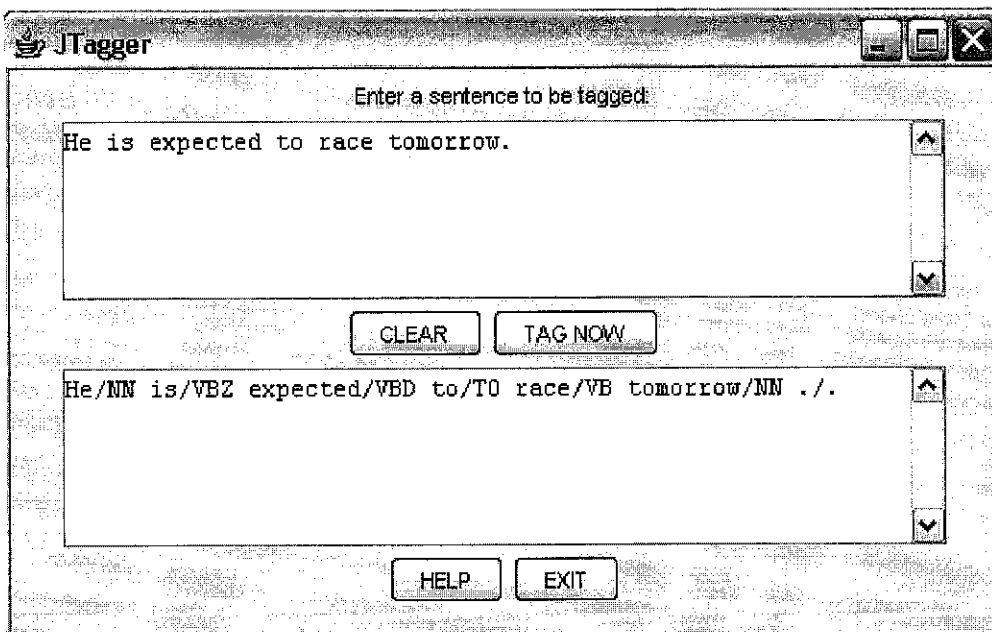 JTagger
Enter a sentence to be tagged:
He is expected to race tomorrow.
CLEAR TAG NOW
He/NN is/VBZ expected/VBD to/TO race/VB tomorrow/NN ./.
HELP EXIT